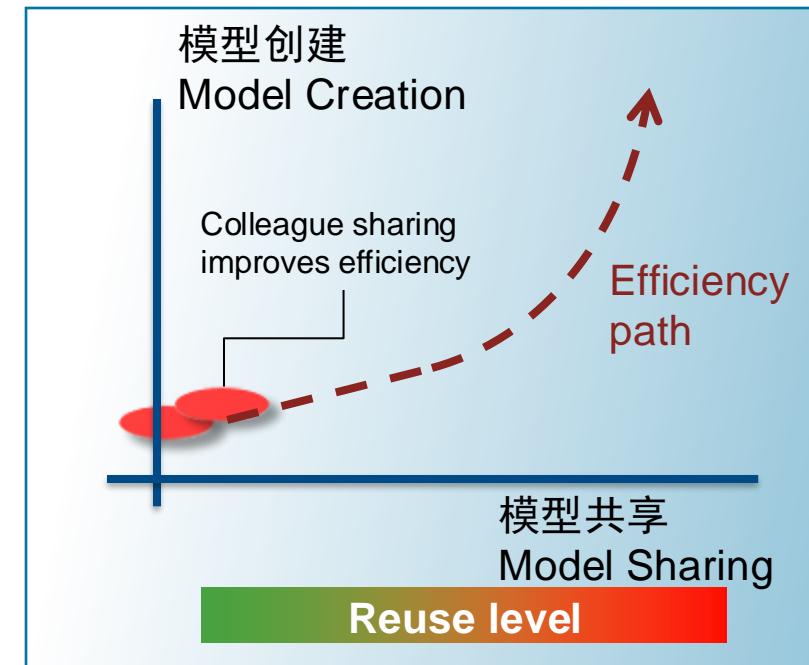 模型创建
Model Creation
Colleague sharing
improves efficiency
Efficiency
path
模型共享
Model Sharing
Reuse level